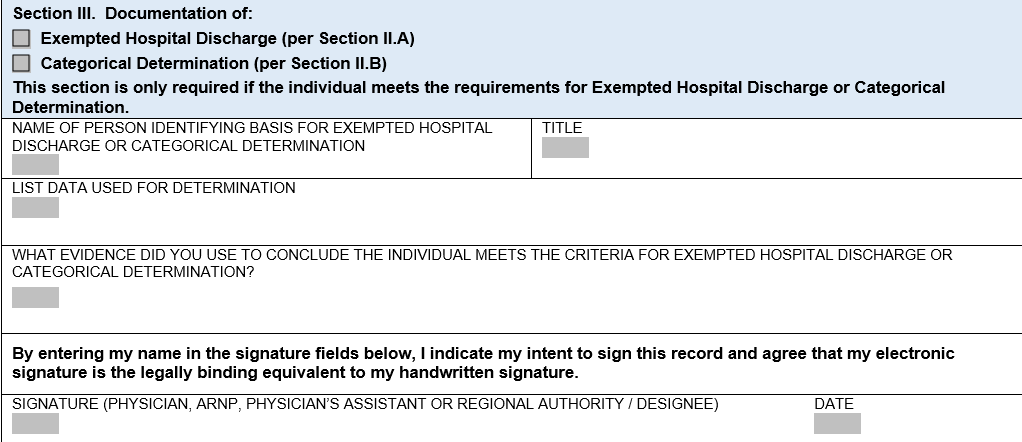 Section III.  Documentation of:
Exempted Hospital Discharge (per Section II.A)
Categorical Determination (per Section II.B)
This section is only required if the individual meets the requirements for Exempted Hospital Discharge or Categorical
Determination.
NAME OF PERSON IDENTIFYING BASIS FOR EXEMPTED HOSPITAL
DISCHARGE OR CATEGORICAL DETERMINATION
TITLE
LIST DATA USED FOR DETERMINATION
WHAT EVIDENCE DID YOU USE TO CONCLUDE THE INDIVIDUAL MEETS THE CRITERIA FOR EXEMPTED HOSPITAL DISCHARGE OR
CATEGORICAL DETERMINATION?
By entering my name in the signature fields below, I indicate my intent to sign this record and agree that my electronic
signature is the legally binding equivalent to my handwritten signature.
SIGNATURE (PHYSICIAN, ARNP, PHYSICIAN’S ASSISTANT OR REGIONAL AUTHORITY / DESIGNEE)
DATE